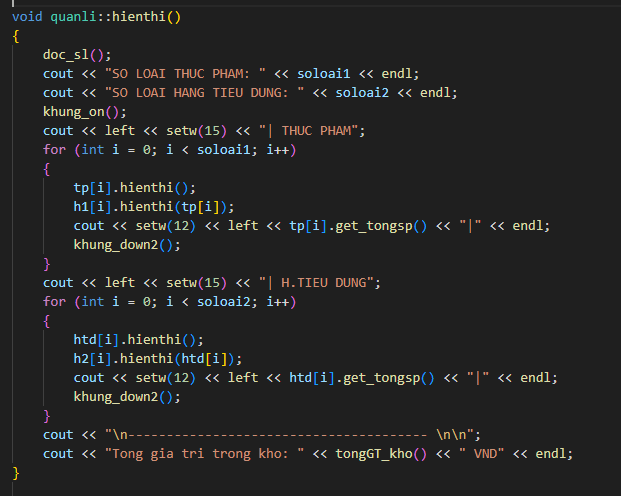 void quanli::hienthi()
{
    doc_sl();
    cout << "SO LOAI THUC PHAM: " << soloai1 << endl;
    cout << "SO LOAI HANG TIEU DUNG: " << soloai2 << endl;
    khung_on();
    cout << left << setw(15) << "| THUC PHAM";
    for (int i = 0; i < soloai1; i++)
    {
        tp[i].hienthi();
        h1[i].hienthi(tp[i]);
        cout << setw(12) << left << tp[i].get_tongsp() << "|" << endl;
        khung_down2();
    }
    cout << left << setw(15) << "| H.TIEU DUNG";
    for (int i = 0; i < soloai2; i++)
    {
        htd[i].hienthi();
        h2[i].hienthi(htd[i]);
        cout << setw(12) << left << htd[i].get_tongsp() << "|" << endl;
        khung_down2();
    }
    cout << "\n--------------------------------------- \n\n";
    cout << "Tong gia tri trong kho: " << tongGT_kho() << " VND" << endl;
}